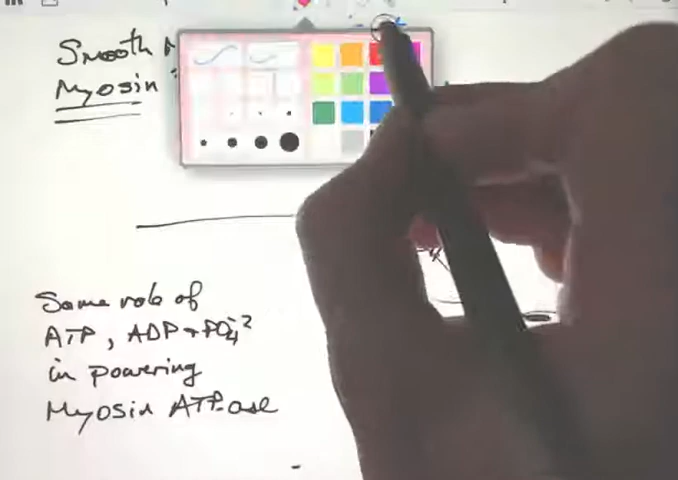 Smooth
Myosin
Same role of
ATP, ADP + PO₄⁻²
in powering
Myosin ATPase